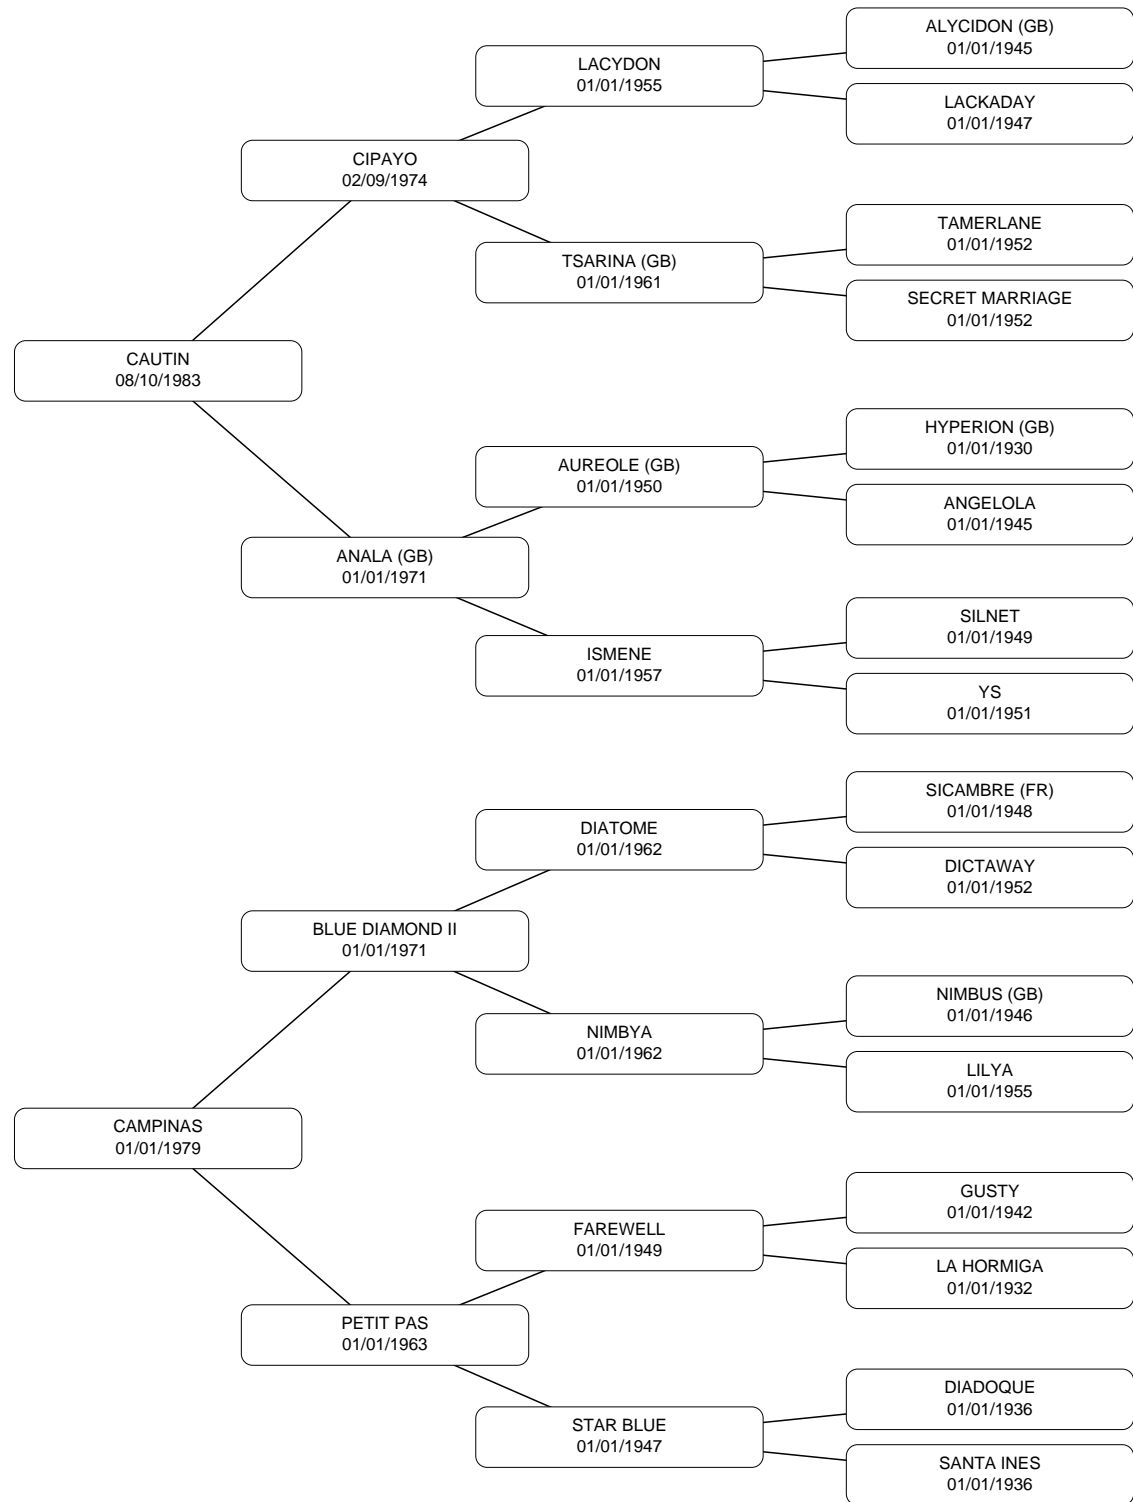 ALYCIDON (GB)
01/01/1945
LACYDON
01/01/1955
LACKADAY
01/01/1947
CIPAYO
02/09/1974
TAMERLANE
01/01/1952
TSARINA (GB)
01/01/1961
SECRET MARRIAGE
01/01/1952
CAUTIN
08/10/1983
HYPERION (GB)
01/01/1930
AUREOLE (GB)
01/01/1950
ANGELOLA
01/01/1945
ANALA (GB)
01/01/1971
SILNET
01/01/1949
ISMENE
01/01/1957
YS
01/01/1951
SICAMBRE (FR)
01/01/1948
DIATOME
01/01/1962
DICTAWAY
01/01/1952
BLUE DIAMOND II
01/01/1971
NIMBUS (GB)
01/01/1946
NIMBYA
01/01/1962
LILYA
01/01/1955
CAMPINAS
01/01/1979
GUSTY
01/01/1942
FAREWELL
01/01/1949
LA HORMIGA
01/01/1932
PETIT PAS
01/01/1963
DIADOQUE
01/01/1936
STAR BLUE
01/01/1947
SANTA INES
01/01/1936